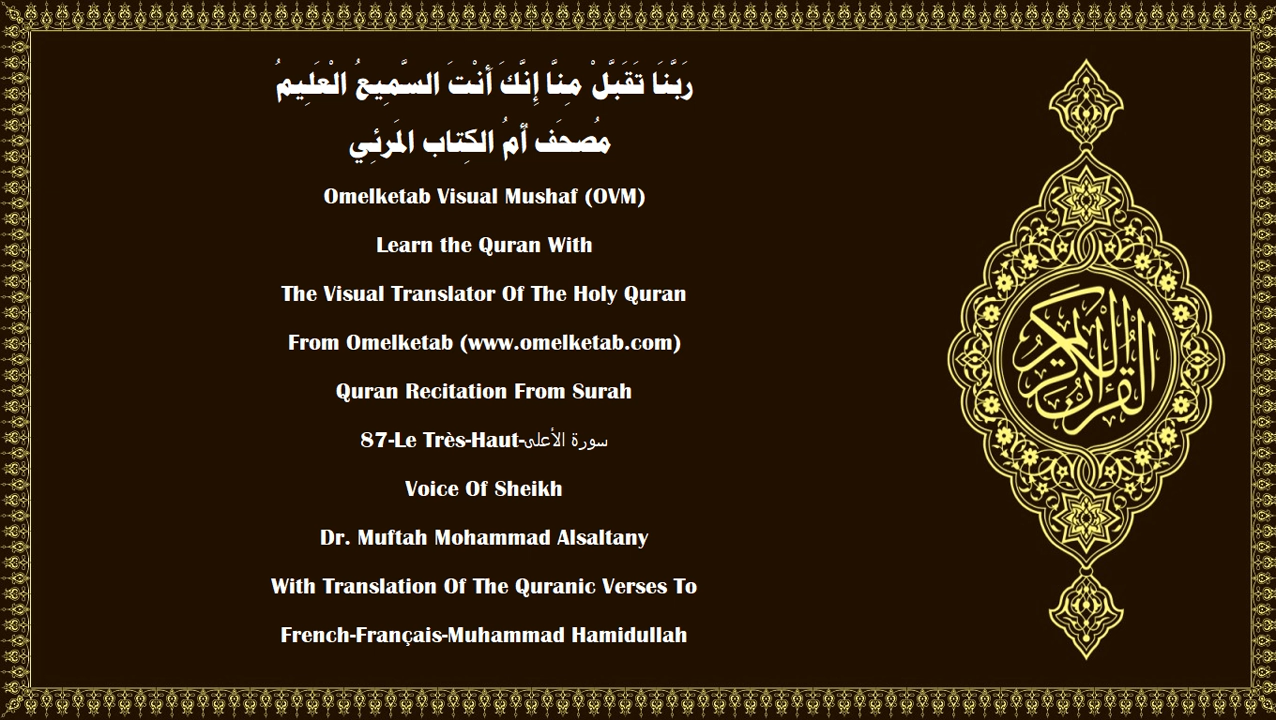 رَبَّنَا تَقَبَّلْ مِنَّا إِنَّكَ أَنْتَ السَّمِيعُ الْعَلِيمُ
مُصحَف أمُ الكِتاب المَرئِي
Omelketab Visual Mushaf (OVM)
Learn the Quran With
The Visual Translator Of The Holy Quran
From Omelketab (www.omelketab.com)
Quran Recitation From Surah
87-Le Très-Haut-سورة الأعلى
Voice Of Sheikh
Dr. Muftah Mohammad Alsaltany
With Translation Of The Quranic Verses To
French-Français-Muhammad Hamidullah
القرآن الكريم